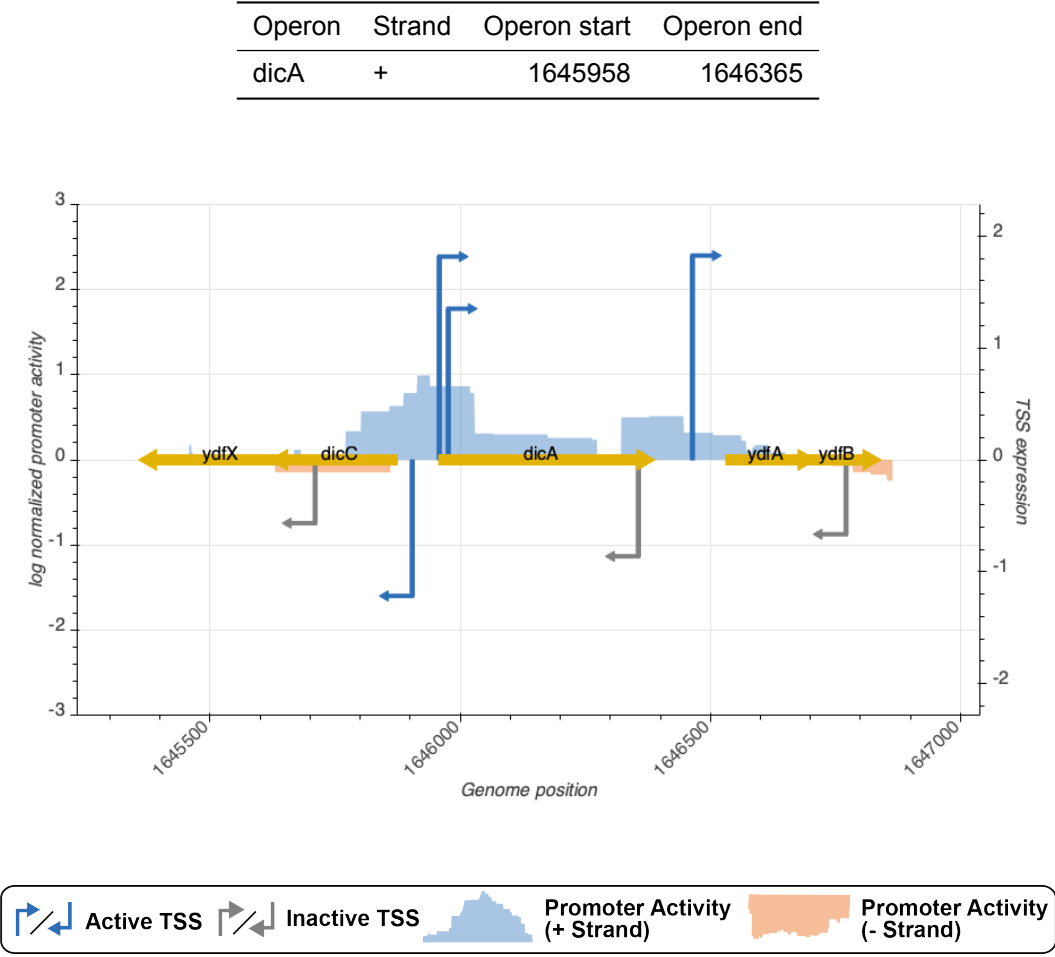 Operon Strand Operon start Operon end
dicA + 1645958 1646365
3
2
1
0
-1
-2
-3
log normalized promoter activity
2
1
0
-1
-2
TSS expression
ydfX dicC dicA ydfA ydfB
1645500 1646000 1646500 1647000
Genome position
Active TSS Inactive TSS Promoter Activity Promoter Activity
(+ Strand) (- Strand)